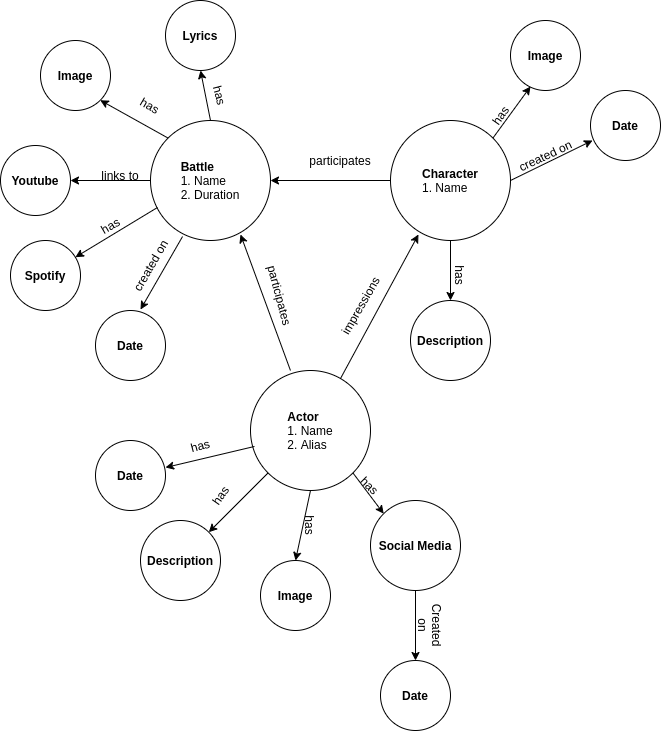 Lyrics
Image
Image
has
has
has
Date
created on
participates
Battle
1. Name
2. Duration
Character
1. Name
links to
Youtube
has
Spotify
created on
has
participates
impressions
Date
Description
Actor
1. Name
2. Alias
has
Date
has
has
has
Description
Social Media
Image
Created
on
Date